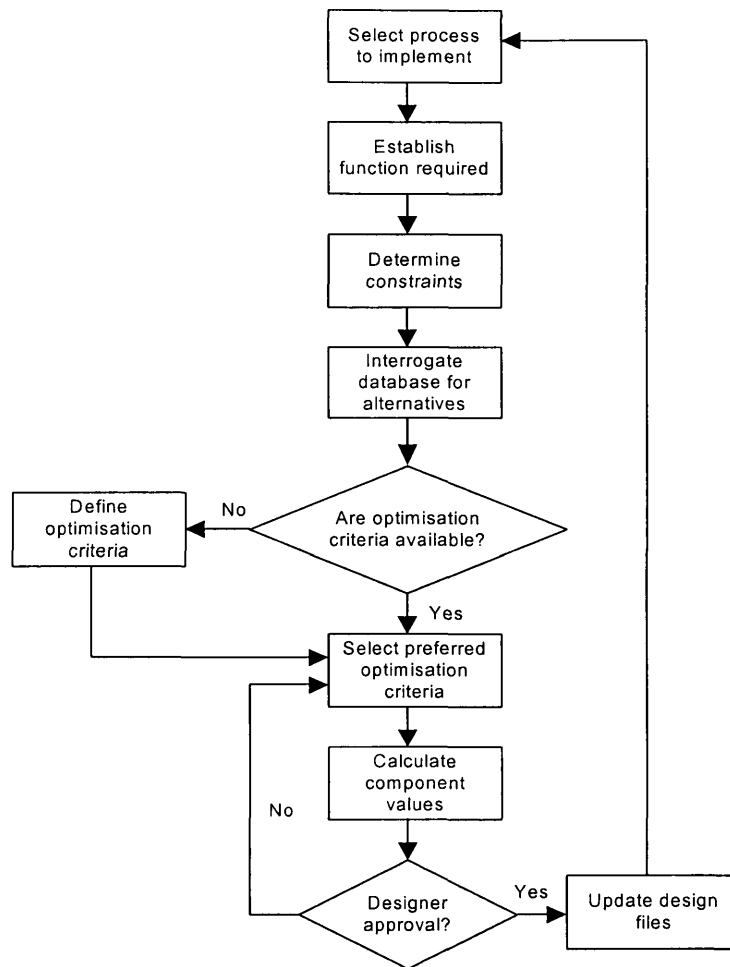 Select process
to implement
Establish
function required
Determine
constraints
Interrogate
database for
alternatives
Define
optimisation
criteria
No
Are optimisation
criteria available?
Yes
Select preferred
optimisation
criteria
Calculate
component
values
No
Designer
approval?
Yes
Update design
files